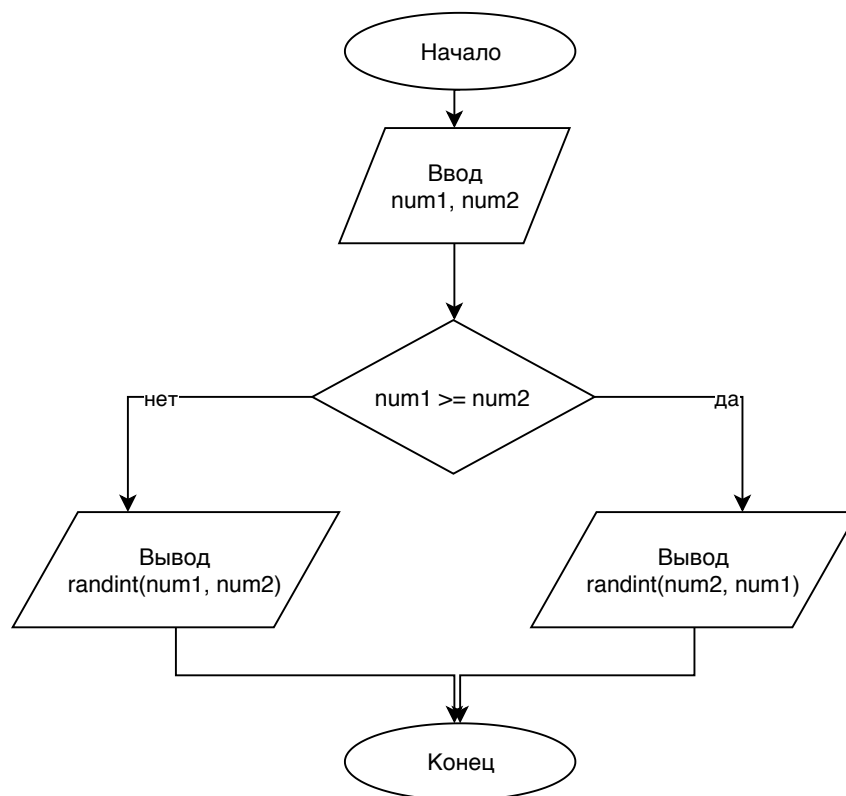 Начало
Ввод
num1, num2
num1 >= num2
нет
да
Вывод
randint(num1, num2)
Вывод
randint(num2, num1)
Конец